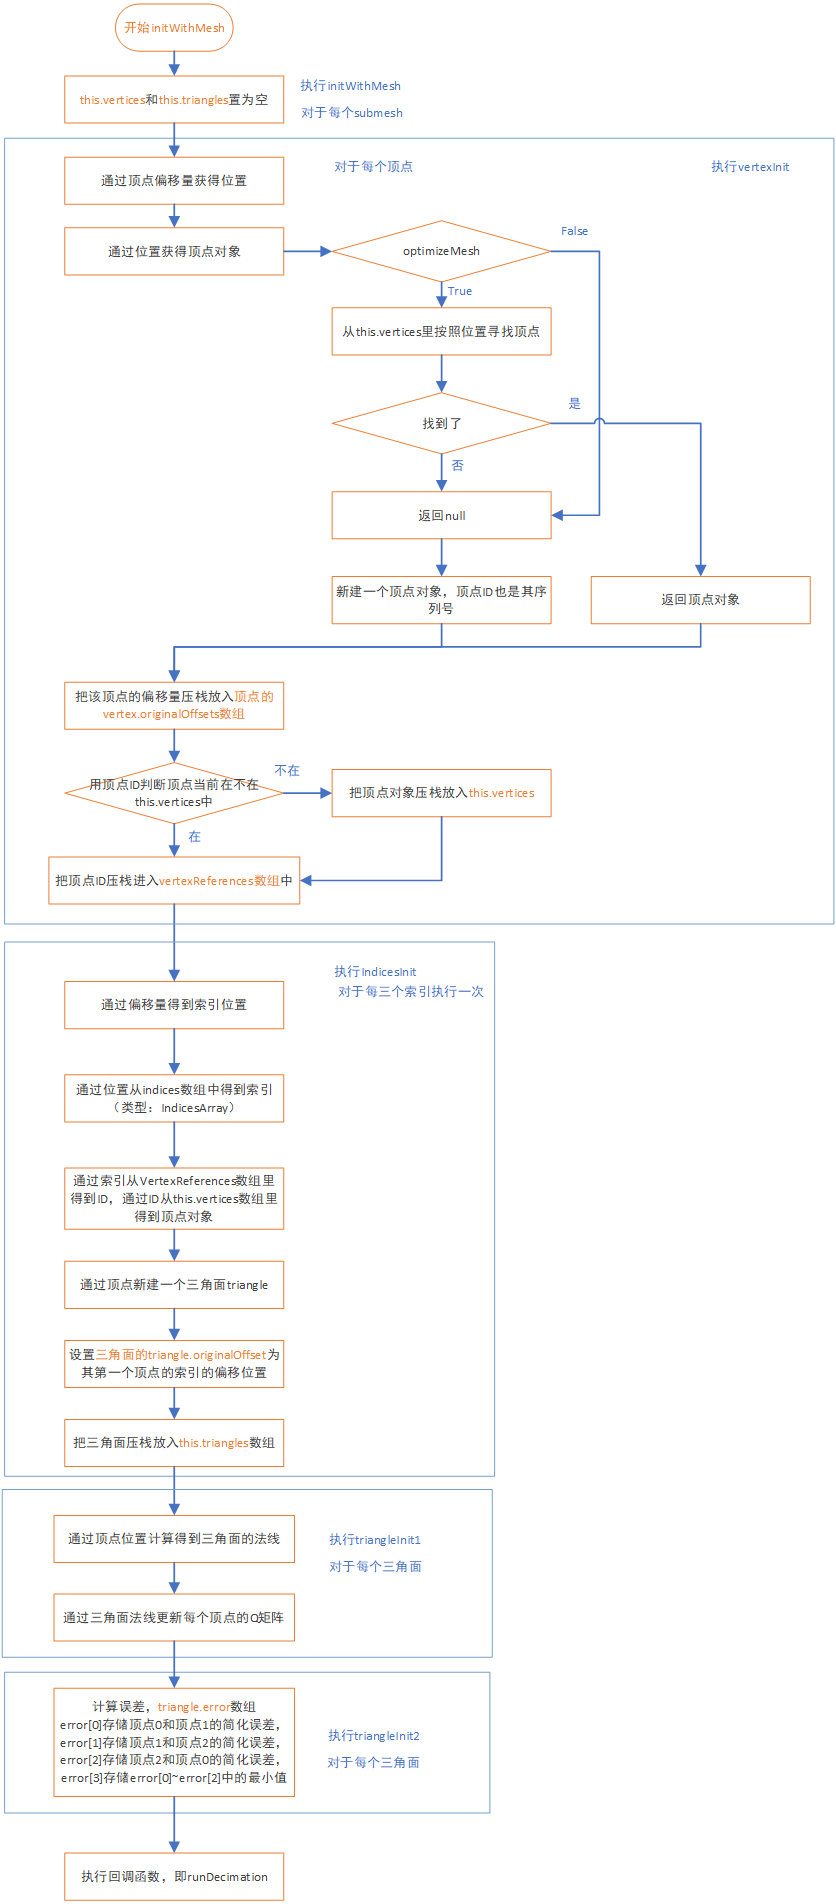 开始initWithMesh
this.vertices和this.triangles置为空
执行initWithMesh
对于每个submesh
通过顶点偏移量获得位置
对于每个顶点
执行vertexInit
通过位置获得顶点对象
optimizeMesh
False
True
从this.vertices里按照位置寻找顶点
找到了
是
否
返回null
新建一个顶点对象，顶点ID也是其序
列号
返回顶点对象
把该顶点的偏移量压栈放入顶点的
vertex.originalOffsets数组
用顶点ID判断顶点当前在不在
this.vertices中
不在
把顶点对象压栈放入this.vertices
在
把顶点ID压栈进入vertexReferences数组中
执行IndicesInit
对于每三个索引执行一次
通过偏移量得到索引位置
通过位置从indices数组中得到索引
（类型：IndicesArray）
通过索引从VertexReferences数组里
得到ID，通过ID从this.vertices数组里
得到顶点对象
通过顶点新建一个三角面triangle
设置三角面的triangle.originalOffset为
其第一个顶点的索引的偏移位置
把三角面压栈放入this.triangles数组
通过顶点位置计算得到三角面的法线
执行triangleInit1
对于每个三角面
通过三角面法线更新每个顶点的Q矩阵
计算误差，triangle.error数组
error[0]存储顶点0和顶点1的简化误差，
error[1]存储顶点1和顶点2的简化误差，
error[2]存储顶点2和顶点0的简化误差，
error[3]存储error[0]~error[2]中的最小值
执行triangleInit2
对于每个三角面
执行回调函数，即runDecimation